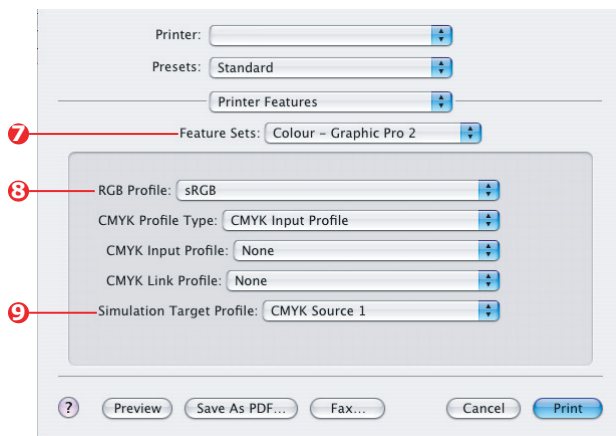 Printer:
Presets: Standard
Printer Features
7 Feature Sets: Colour – Graphic Pro 2
8 RGB Profile: sRGB
CMYK Profile Type: CMYK Input Profile
CMYK Input Profile: None
CMYK Link Profile: None
9 Simulation Target Profile: CMYK Source 1
? Preview Save As PDF... Fax... Cancel Print